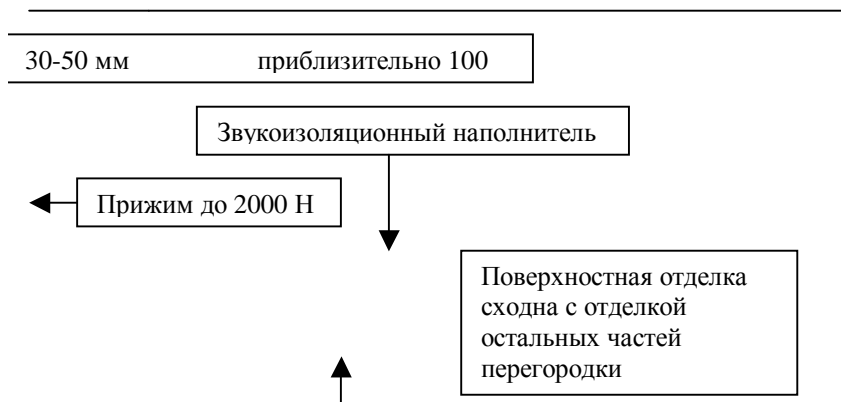 30-50 мм приблизительно 100
Звукоизоляционный наполнитель
Прижим до 2000 Н
Поверхностная отделка
сходна с отделкой
остальных частей
перегородки